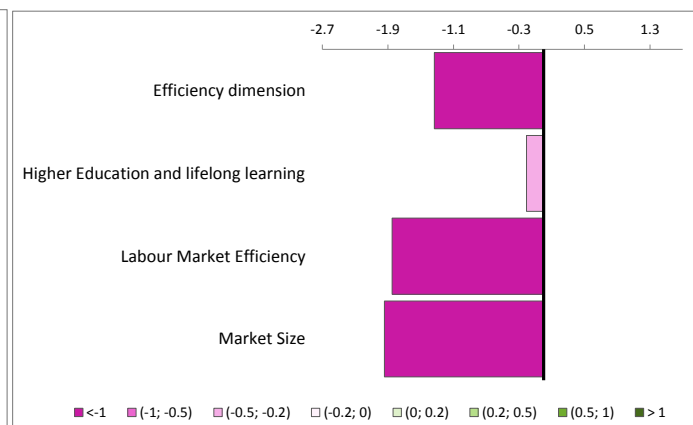 -2.7 -1.9 -1.1 -0.3 0.5 1.3
Efficiency dimension
Higher Education and lifelong learning
Labour Market Efficiency
Market Size
<-1 (-1; -0.5) (-0.5; -0.2) (-0.2; 0) (0; 0.2) (0.2; 0.5) (0.5; 1) > 1